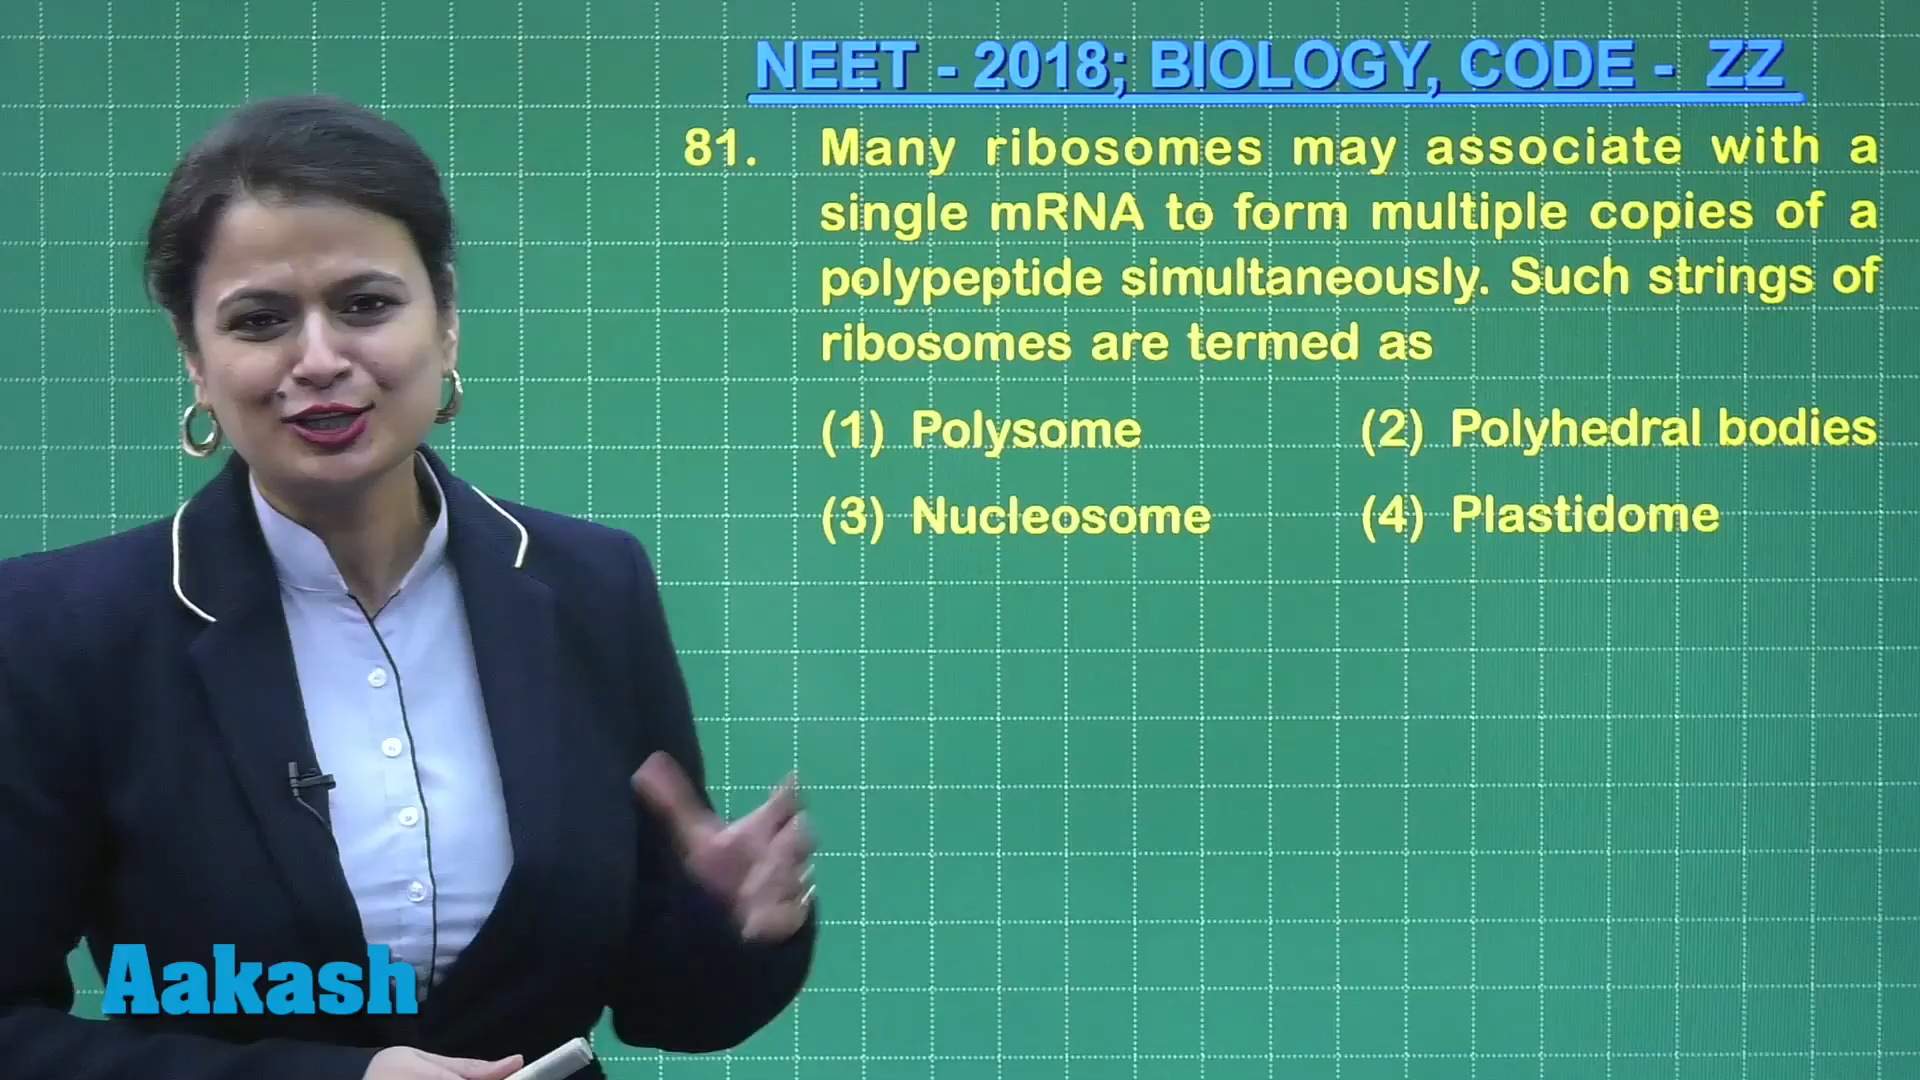 NEET - 2018; BIOLOGY, CODE - ZZ
81. Many ribosomes may associate with a
single mRNA to form multiple copies of a
polypeptide simultaneously. Such strings of
ribosomes are termed as
(1) Polysome (2) Polyhedral bodies
(3) Nucleosome (4) Plastidome
Aakash